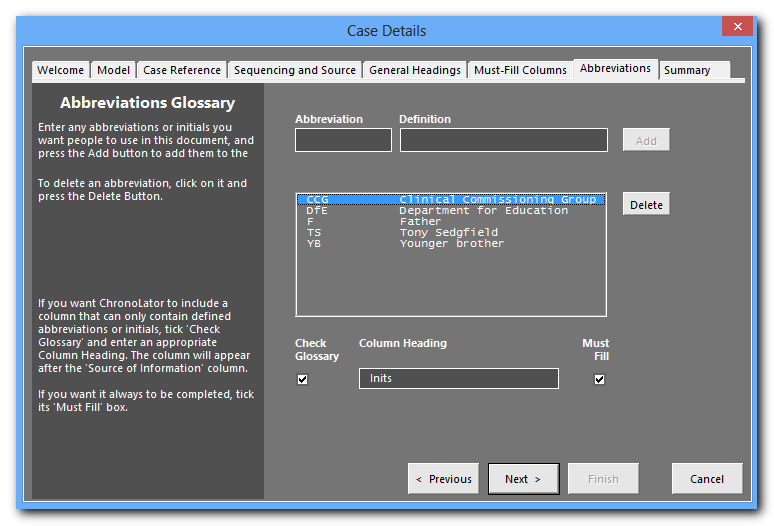 Case Details
Welcome Model Case Reference Sequencing and Source General Headings Must-Fill Columns Abbreviations Summary
Abbreviations Glossary
Enter any abbreviations or initials you
want people to use in this document, and
press the Add button to add them to the
To delete an abbreviation, click on it and
press the Delete Button.
If you want ChronoLator to include a
column that can only contain defined
abbreviations or initials, tick 'Check
Glossary' and enter an appropriate
Column Heading. The column will appear
after the 'Source of Information' column.
If you want it always to be completed, tick
its 'Must Fill' box.
Abbreviation Definition
Add
CCG Clinical Commissioning Group
DfE Department for Education
F Father
TS Tony Sedgfield
YB Younger brother
Delete
Check
Glossary
Column Heading
Must
Fill
Inits
< Previous Next > Finish Cancel